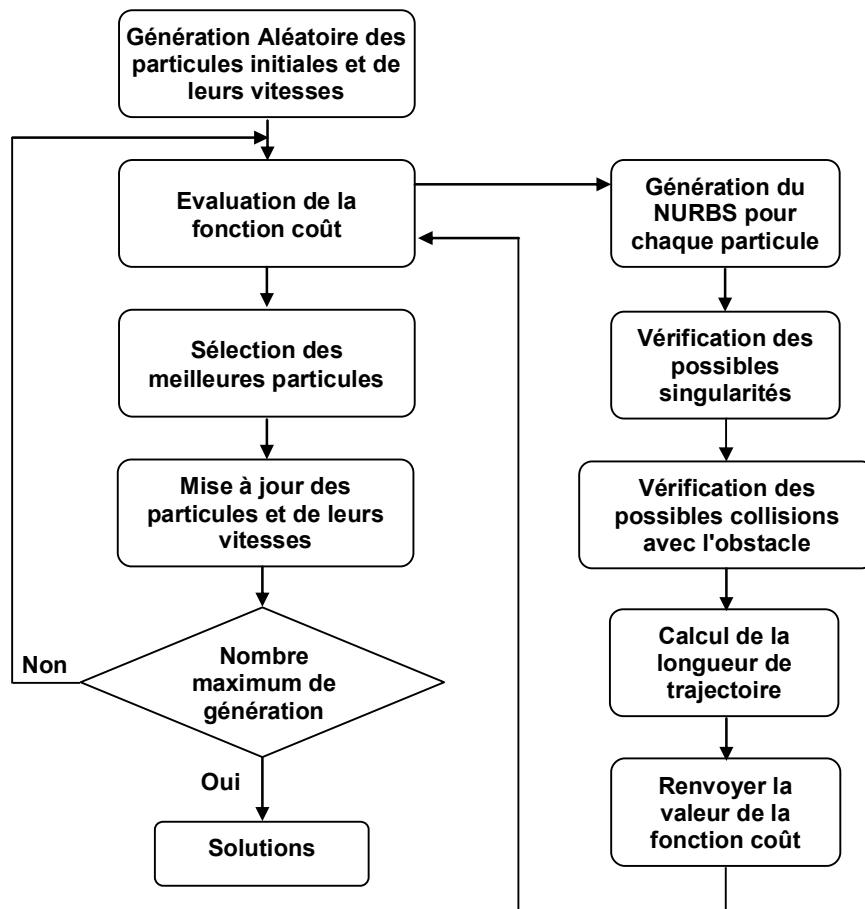 Génération Aléatoire des
particules initiales et de
leurs vitesses
Evaluation de la
fonction coût
Sélection des
meilleures particules
Mise à jour des
particules et de leurs
vitesses
Non
Nombre
maximum de
génération
Oui
Solutions
Génération du
NURBS pour
chaque particule
Vérification des
possibles
singularités
Vérification des
possibles collisions
avec l'obstacle
Calcul de la
longueur de
trajectoire
Renvoyer la
valeur de la
fonction coût